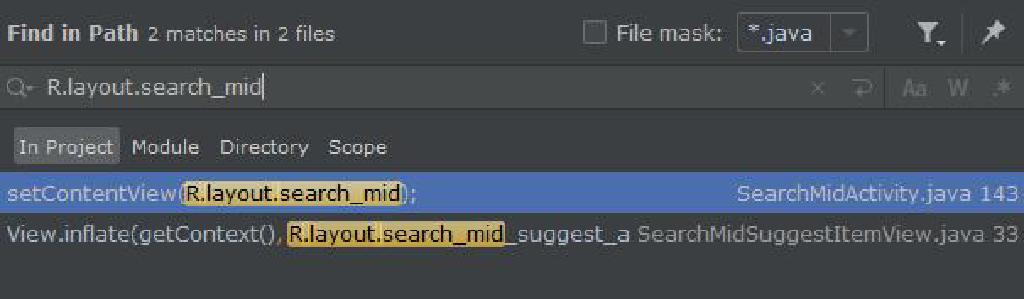 Find in Path 2 matches in 2 files File mask: *.java
R.layout.search_mid Aa W .*
In Project Module Directory Scope
setContentView(R.layout.search_mid); SearchMidActivity.java 143
View.inflate(getContext(), R.layout.search_mid_suggest_a SearchMidSuggestItemView.java 33